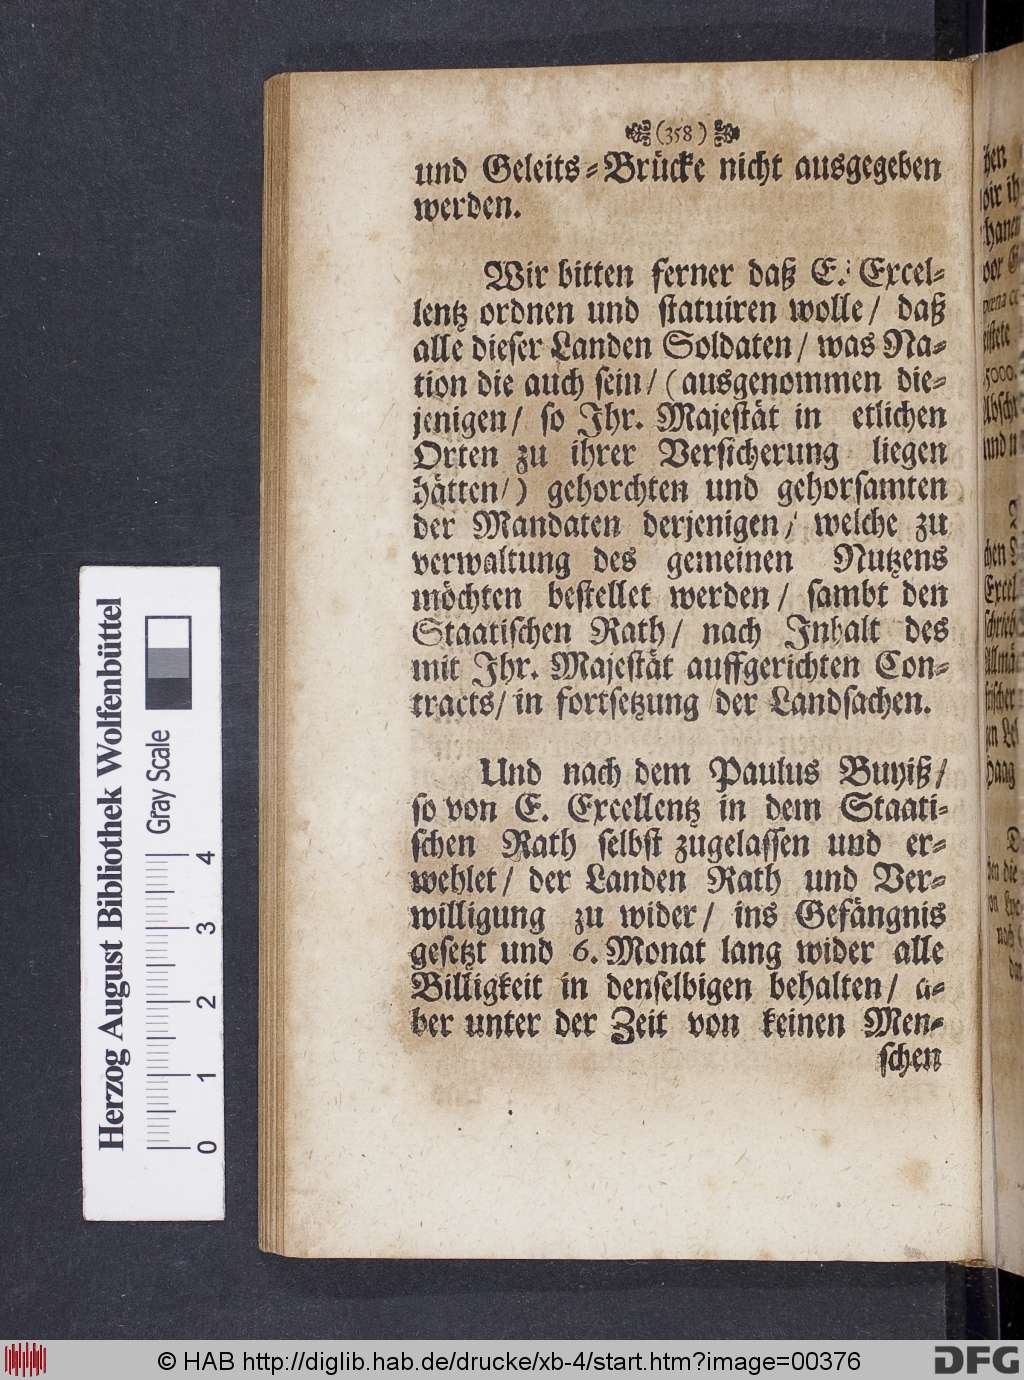 (358)
und Geleits=Brücke nicht ausgegeben
werden.
Wir bitten ferner daß E. Excel=
lentz ordnen und statuiren wolle/ daß
alle dieser Landen Soldaten/ was Na=
tion die auch sein/ (ausgenommen die=
jenigen/ so Ihr. Majestät in etlichen
Orten zu ihrer Versicherung liegen
hätten/) gehorchten und gehorsamten
der Mandaten derjenigen/ welche zu
verwaltung des gemeinen Nutzens
möchten bestellet werden/ sambt den
Staatischen Rath/ nach Inhalt des
mit Ihr. Majestät auffgerichten Con=
tracts/ in fortsetzung der Landsachen.
Und nach dem Paulus Buyiß/
so von E. Excellentz in dem Staati=
schen Rath selbst zugelassen und er=
wehlet/ der Landen Rath und Ver=
willigung zu wider/ ins Gefängnis
gesetzt und 6. Monat lang wider alle
Billigkeit in denselbigen behalten/ a=
ber unter der Zeit von keinen Men=
schen
Herzog August Bibliothek Wolfenbüttel
Gray Scale
0 1 2 3 4
© HAB http://diglib.hab.de/drucke/xb-4/start.htm?image=00376
DFG